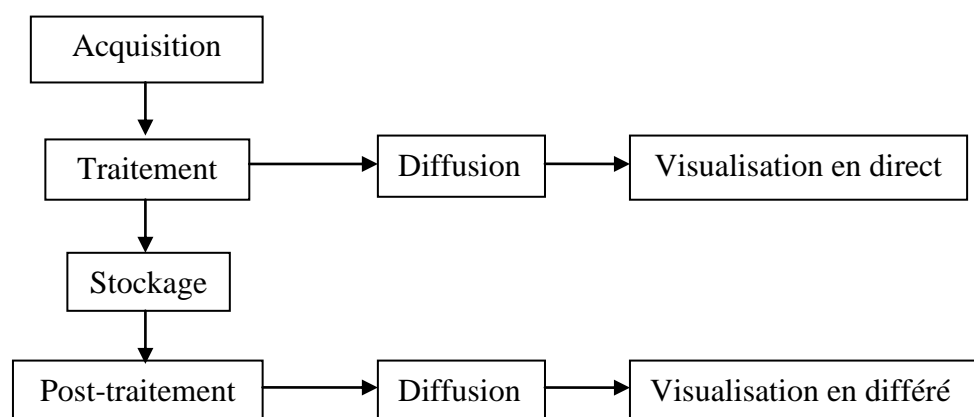 Acquisition
Traitement
Diffusion
Visualisation en direct
Stockage
Post-traitement
Diffusion
Visualisation en différé